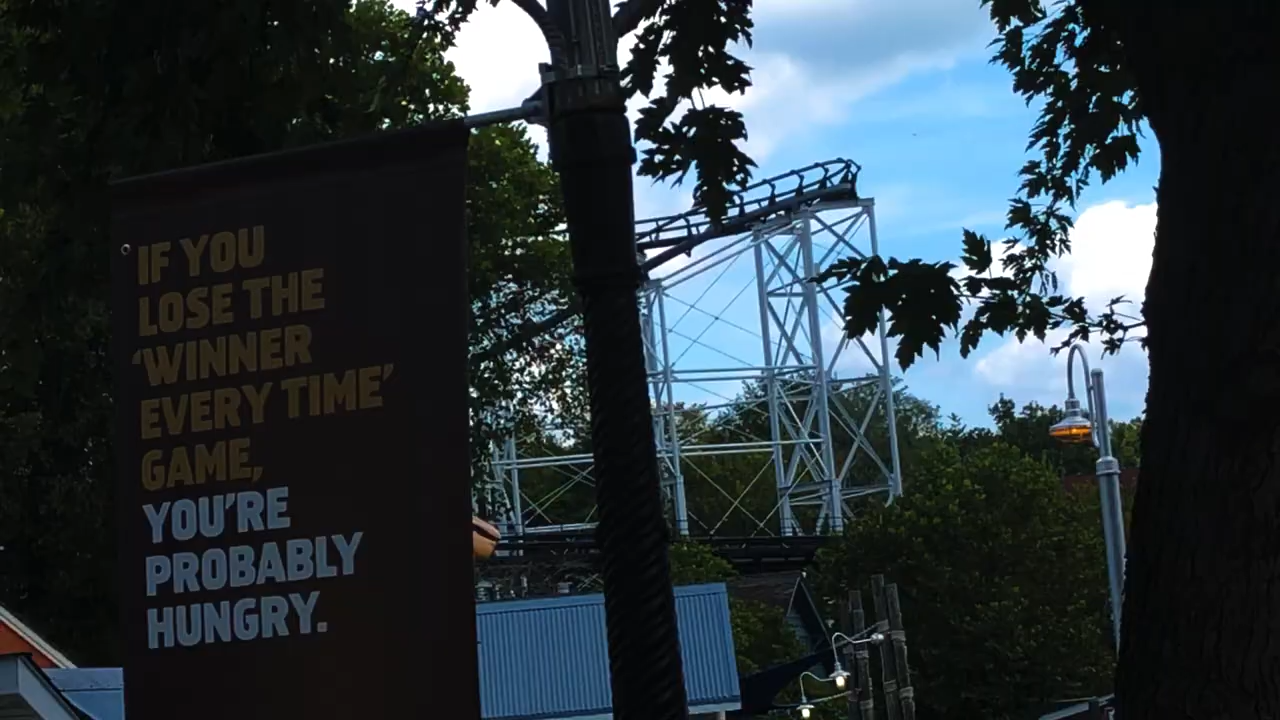 IF YOU
LOSE THE
‘WINNER
EVERY TIME’
GAME,
YOU’RE
PROBABLY
HUNGRY.